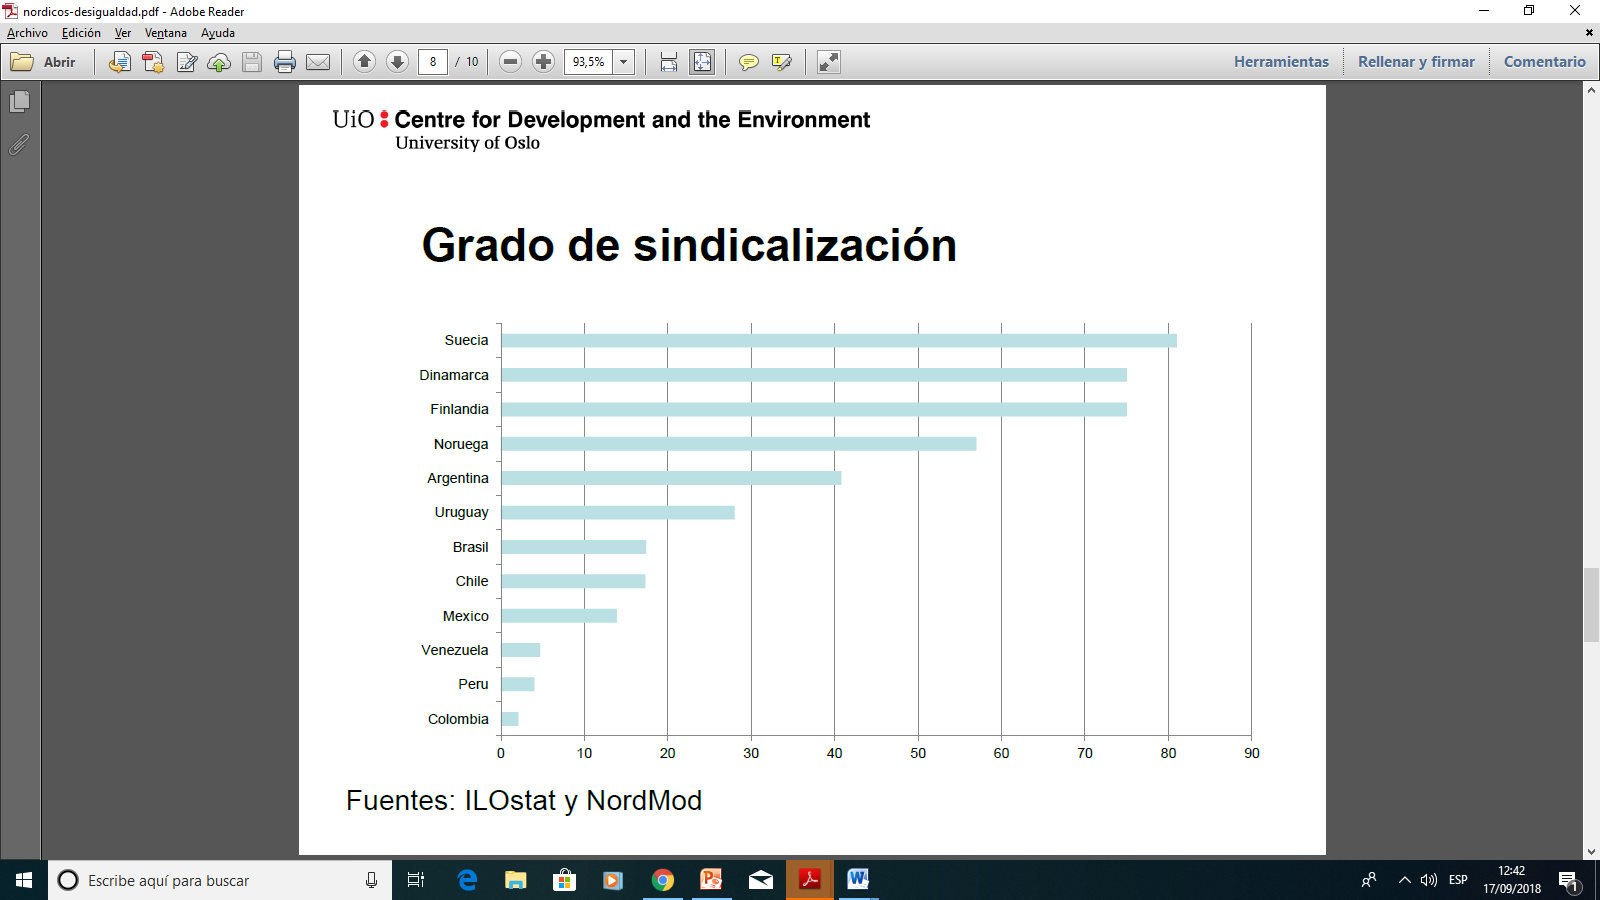 nordicos-desigualdad.pdf - Adobe Reader
Archivo Edición Ver Ventana Ayuda
Abrir 8 / 10 93,5% Herramientas Rellenar y firmar Comentario
UiO : Centre for Development and the Environment
University of Oslo
Grado de sindicalización
Suecia
Dinamarca
Finlandia
Noruega
Argentina
Uruguay
Brasil
Chile
Mexico
Venezuela
Peru
Colombia
0 10 20 30 40 50 60 70 80 90
Fuentes: ILOstat y NordMod
Escribe aquí para buscar
ESP
12:42
17/09/2018
1